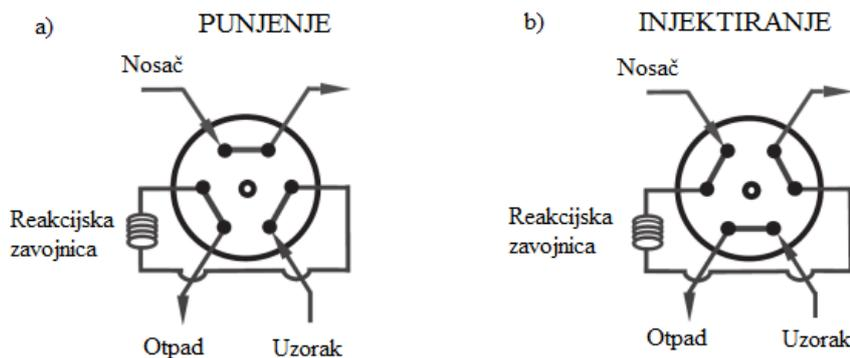 a) PUNJENJE
Nosač
Reakcijska
zavojnica
Otpad Uzorak
b) INJEKTIRANJE
Nosač
Reakcijska
zavojnica
Otpad Uzorak